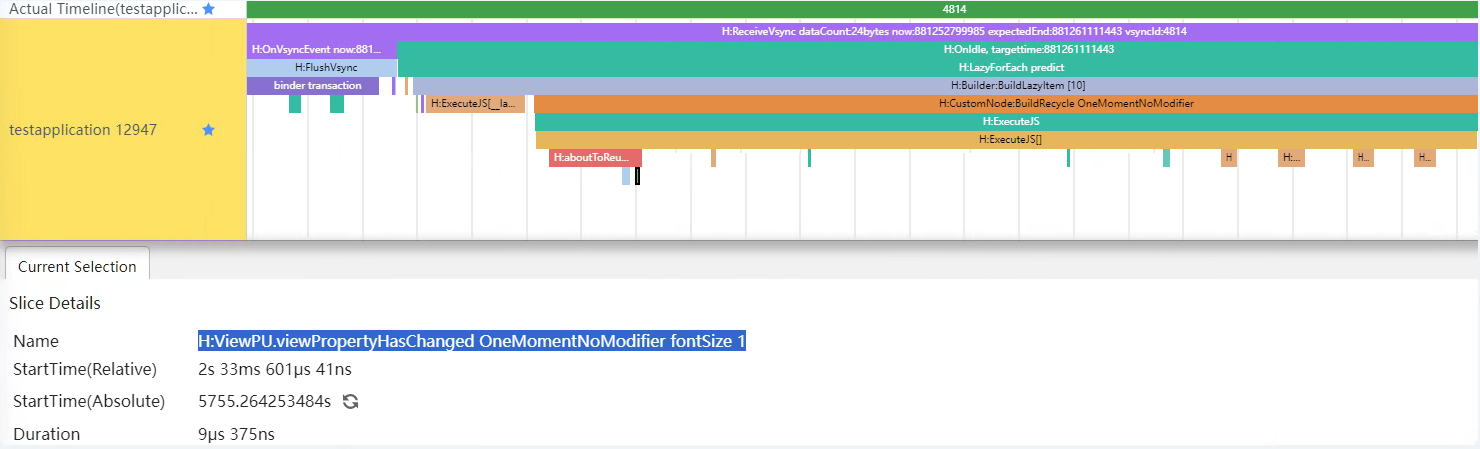 Actual Timeline(testapplic...
4814
H:ReceiveVsync dataCount:24bytes now:881252799985 expectedEnd:881261111443 vsyncId:4814
H:OnVsyncEvent now:881...
H:OnIdle, targettime:881261111443
H:FlushVsync
H:LazyForEach predict
binder transaction
H:Builder:BuildLazyItem [10]
H:ExecuteJS[__la...
H:CustomNode:BuildRecycle OneMomentNoModifier
testapplication 12947
H:ExecuteJS
H:ExecuteJS[]
H:aboutToReu...
H
H:...
H...
H...
Current Selection
Slice Details
Name H:ViewPU.viewPropertyHasChanged OneMomentNoModifier fontSize 1
StartTime(Relative) 2s 33ms 601μs 41ns
StartTime(Absolute) 5755.264253484s
Duration 9μs 375ns